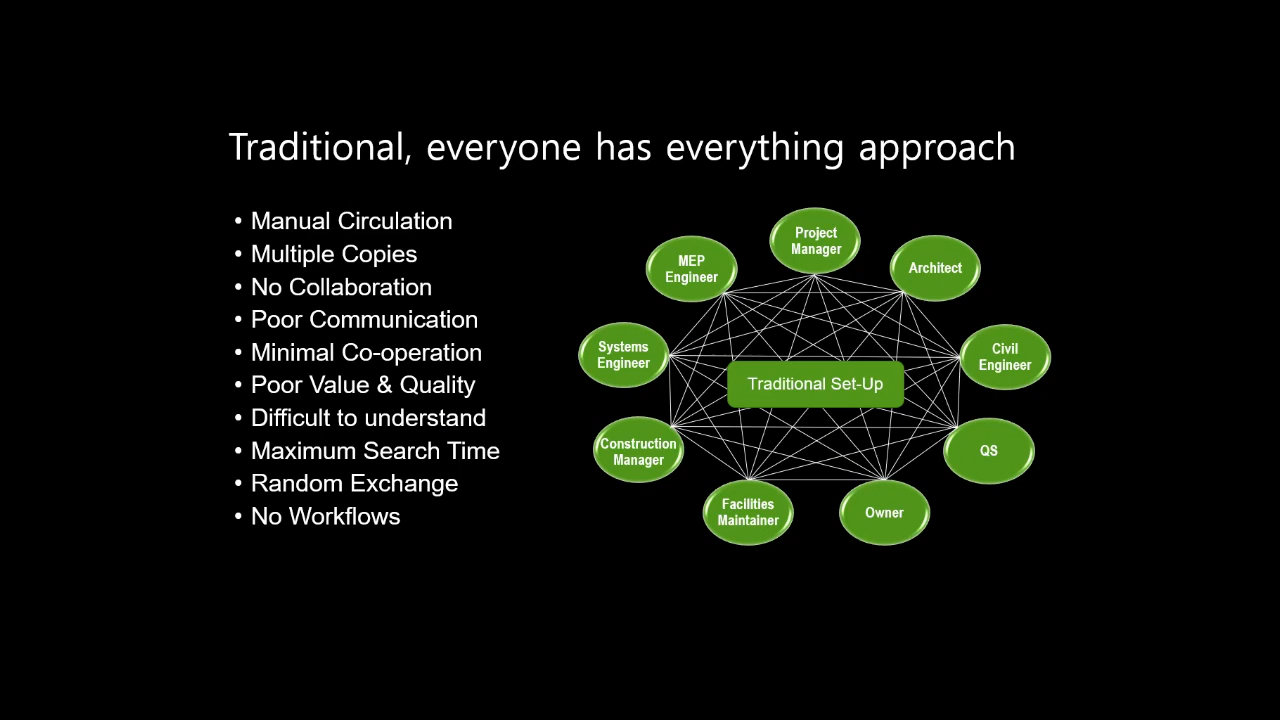 Traditional, everyone has everything approach
• Manual Circulation
• Multiple Copies
• No Collaboration
• Poor Communication
• Minimal Co-operation
• Poor Value & Quality
• Difficult to understand
• Maximum Search Time
• Random Exchange
• No Workflows
Project
Manager
MEP
Engineer
Architect
Systems
Engineer
Civil
Engineer
Traditional Set-Up
Construction
Manager
QS
Facilities
Maintainer
Owner